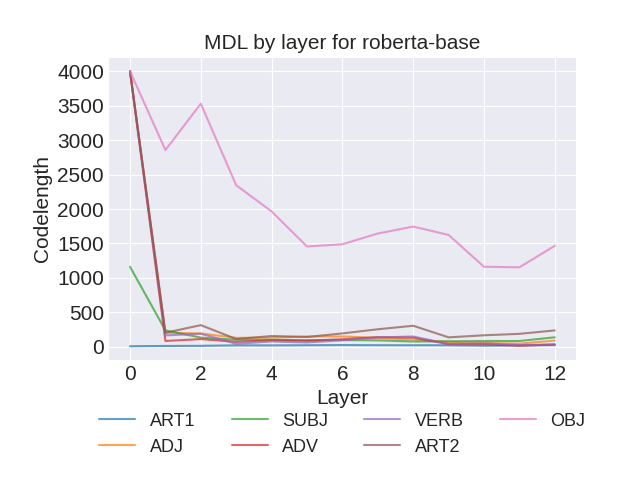 MDL by layer for roberta-base
Codelength
4000
3500
3000
2500
2000
1500
1000
500
0
0 2 4 6 8 10 12
Layer
ART1 SUBJ VERB OBJ
ADJ ADV ART2